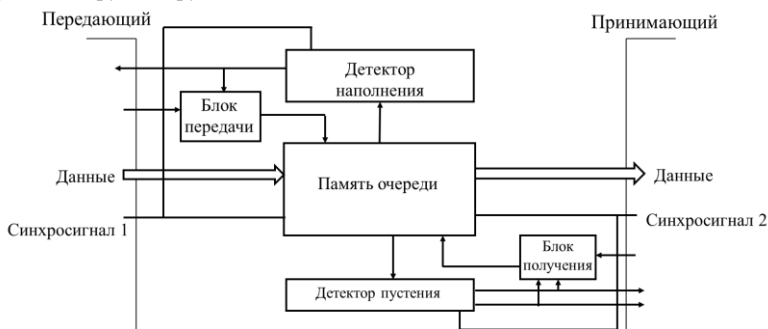 Передающий
Принимающий
Детектор
наполнения
Блок
передачи
Данные
Память очереди
Данные
Синхросигнал 1
Синхросигнал 2
Блок
получения
Детектор пустения